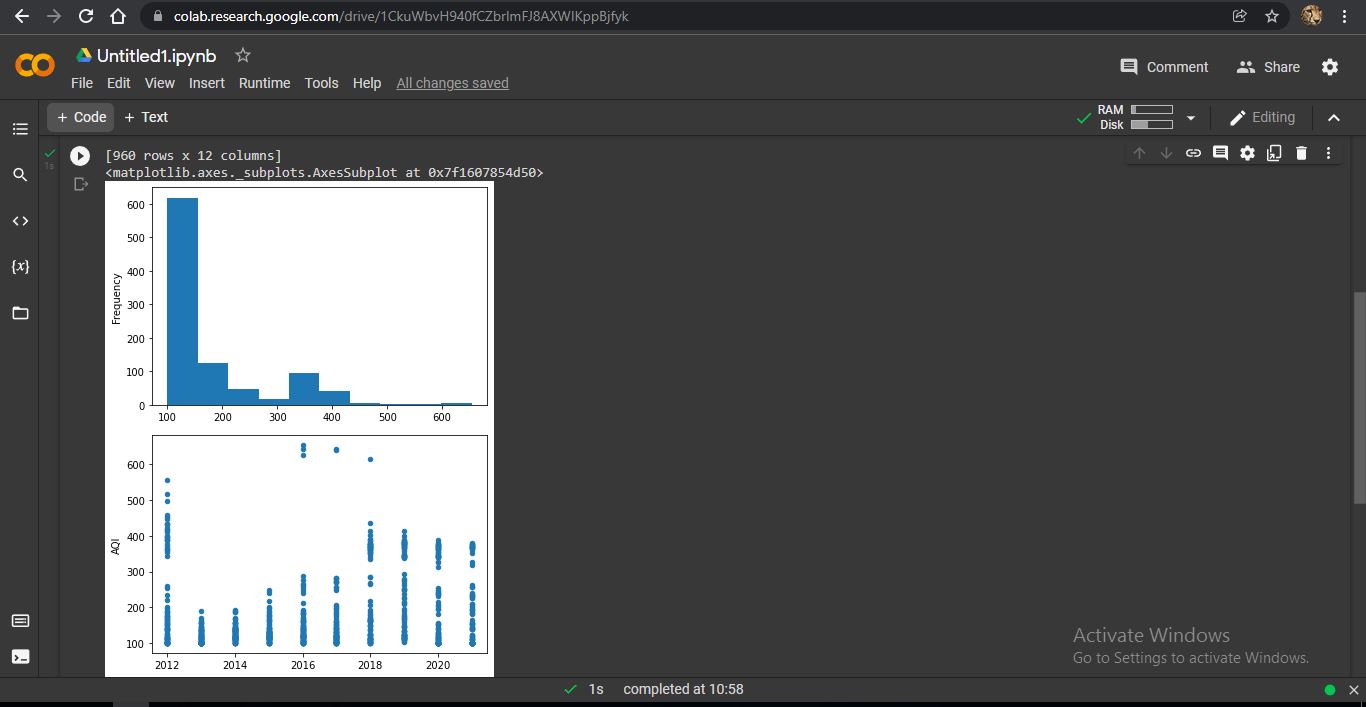 colab.research.google.com/drive/1CkuWbvH940fCZbrImFJ8AXWIKppBjfyk
Untitled1.ipynb
File Edit View Insert Runtime Tools Help All changes saved
Comment Share
+ Code + Text
RAM
Disk
Editing
1s
[960 rows x 12 columns]
<matplotlib.axes._subplots.AxesSubplot at 0x7f1607854d50>
600
500
400
300
200
100
0
Frequency
100 200 300 400 500 600
600
500
400
300
200
100
AQI
2012 2014 2016 2018 2020
{x}
Activate Windows
Go to Settings to activate Windows.
1s completed at 10:58